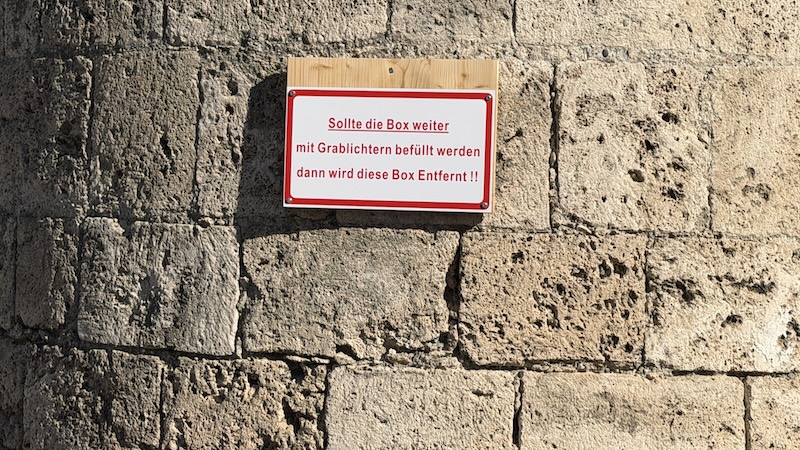 Sollte die Box weiter
mit Grablichtern befüllt werden
dann wird diese Box Entfernt !!